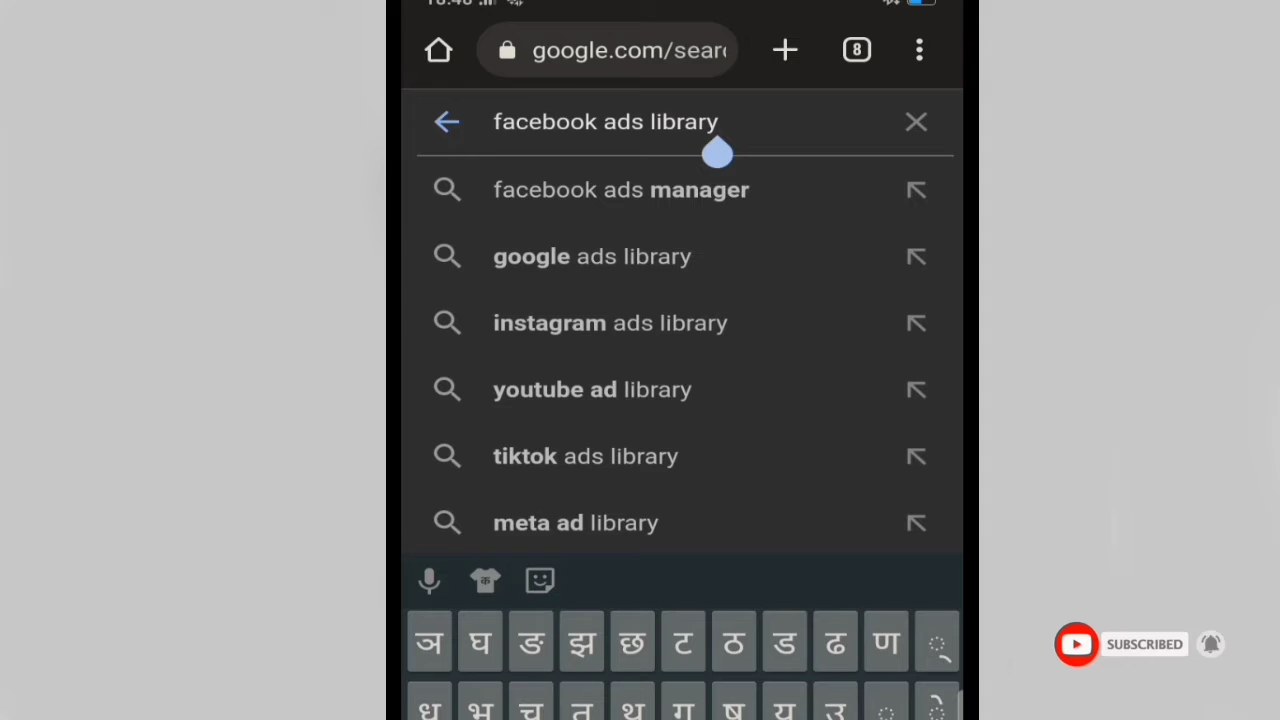 google.com/sear
8
facebook ads library
facebook ads manager
google ads library
instagram ads library
youtube ad library
tiktok ads library
meta ad library
क
ञ घ ङ झ छ ट ठ ड ढ ण ृ
ध भ च त थ ग ष य उ
SUBSCRIBED